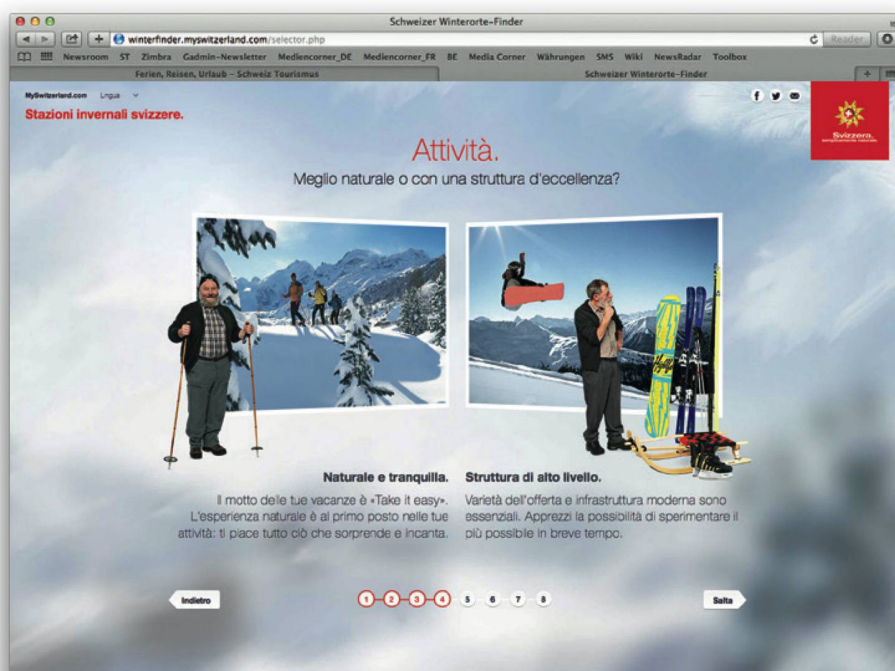 Schweizer Winterorte-Finder
winterfinder.myswitzerland.com/selector.php
Reader
Newsroom ST Zimbra Gadmin-Newsletter Mediencorner_DE Mediencorner_FR BE Media Corner Währungen SMS Wiki NewsRadar Toolbox
Ferien, Reisen, Urlaub – Schweiz Tourismus
Schweizer Winterorte-Finder
MySwitzerland.com Lingua
Stazioni invernali svizzere.
Svizzera.
Attività.
Meglio naturale o con una struttura d'eccellenza?
Naturale e tranquilla.
Il motto delle tue vacanze è «Take it easy».
L'esperienza naturale è al primo posto nelle tue
attività: ti piace tutto ciò che sorprende e incanta.
Struttura di alto livello.
Varietà dell'offerta e infrastruttura moderna sono
essenziali. Apprezzi la possibilità di sperimentare il
più possibile in breve tempo.
Indietro
1 2 3 4 5 6 7 8
Salta